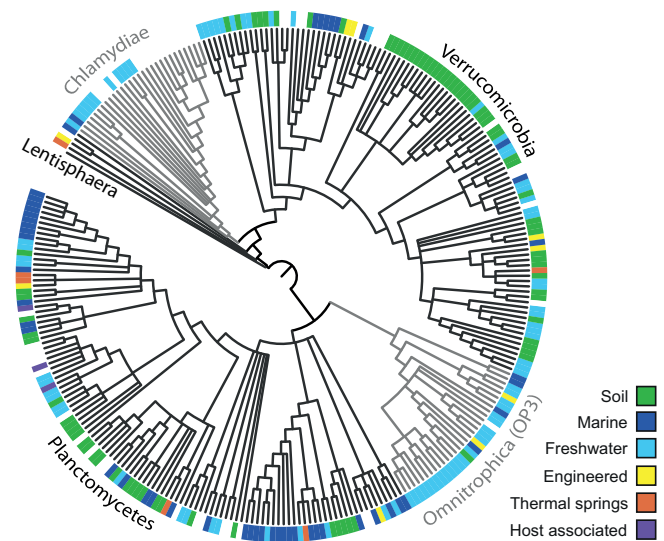 Chlamydiae
Verrucomicrobia
Lentisphaera
Omnitrophica (OP3)
Planctomycetes
Soil
Marine
Freshwater
Engineered
Thermal springs
Host associated